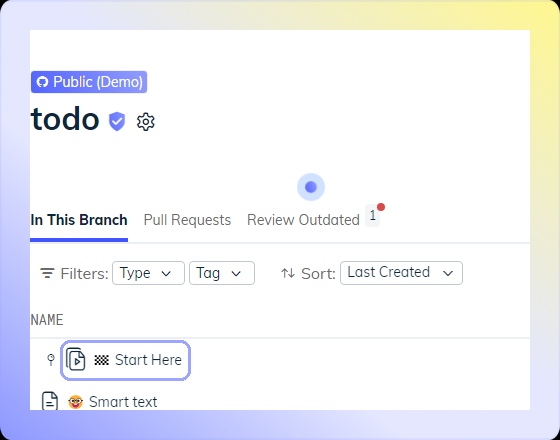 Public (Demo)
todo
In This Branch Pull Requests Review Outdated 1
Filters: Type Tag Sort: Last Created
NAME
Start Here
Smart text